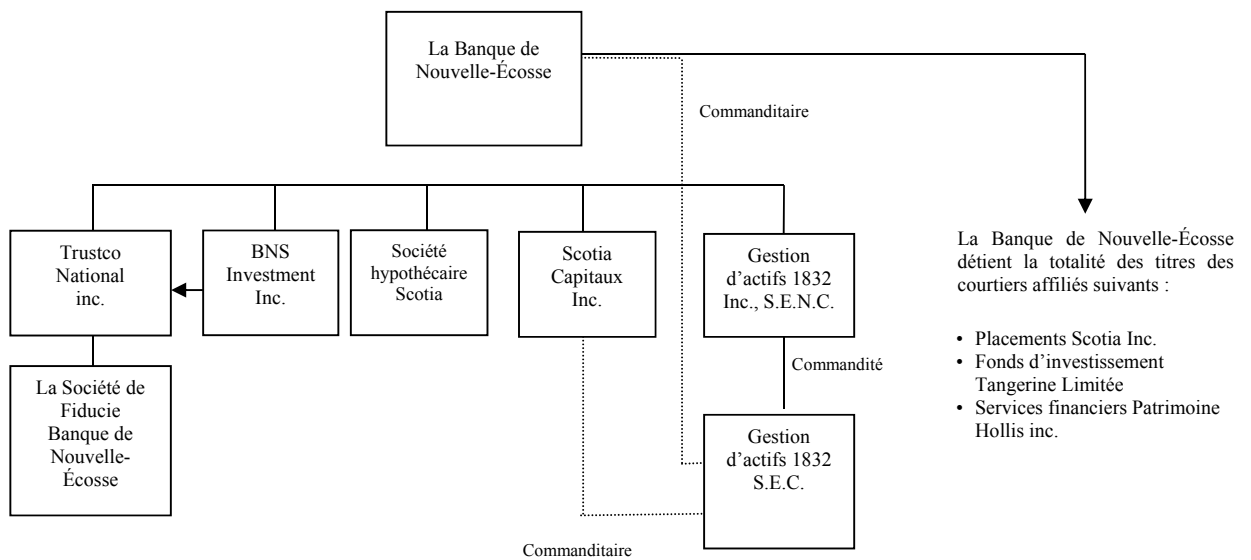 La Banque de
Nouvelle-Écosse
Commanditaire
Trustco
National
inc.
BNS
Investment
Inc.
Société
hypothécaire
Scotia
Scotia
Capitaux
Inc.
Gestion
d’actifs 1832
Inc., S.E.N.C.
La Banque de Nouvelle-Écosse
détient la totalité des titres des
courtiers affiliés suivants :
• Placements Scotia Inc.
• Fonds d’investissement
Tangerine Limitée
• Services financiers Patrimoine
Hollis inc.
Commandité
La Société de
Fiducie
Banque de
Nouvelle-
Écosse
Gestion
d’actifs 1832
S.E.C.
Commanditaire